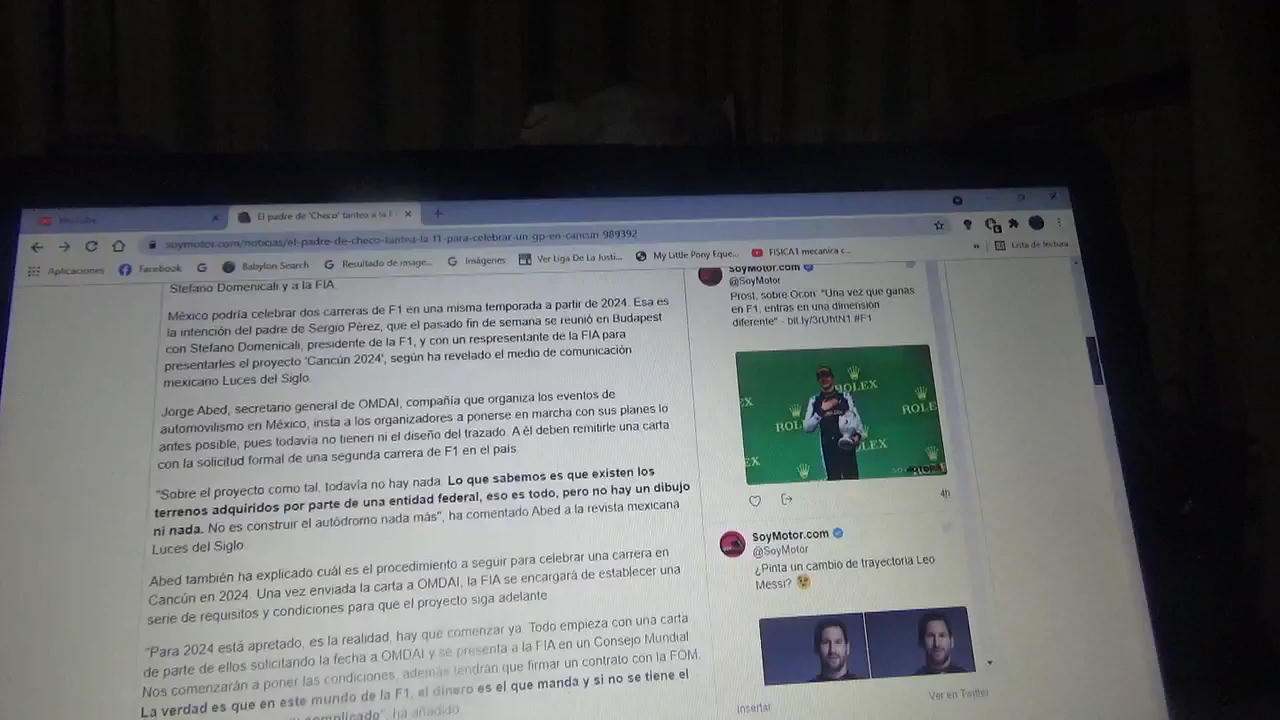 YouTube
El padre de 'Checo' tantea a la F
soymotor.com/noticias/el-padre-de-checo-tantea-la-f1-para-celebrar-un-gp-en-cancun-989392
Aplicaciones Facebook Babylon Search Resultado de image... Imágenes Ver Liga De La Justi... My Little Pony Eque... FISICA1 mecanica c... Lista de lectura
Stefano Domenicali y a la FIA
México podría celebrar dos carreras de F1 en una misma temporada a partir de 2024. Esa es
la intención del padre de Sergio Pérez, que el pasado fin de semana se reunió en Budapest
con Stefano Domenicali, presidente de la F1, y con un respresentante de la FIA para
presentarles el proyecto 'Cancún 2024', según ha revelado el medio de comunicación
mexicano Luces del Siglo.
Jorge Abed, secretario general de OMDAI, compañía que organiza los eventos de
automovilismo en México, insta a los organizadores a ponerse en marcha con sus planes lo
antes posible, pues todavía no tienen ni el diseño del trazado. A él deben remitirle una carta
con la solicitud formal de una segunda carrera de F1 en el país.
"Sobre el proyecto como tal, todavía no hay nada. Lo que sabemos es que existen los
terrenos adquiridos por parte de una entidad federal, eso es todo, pero no hay un dibujo
ni nada. No es construir el autódromo nada más", ha comentado Abed a la revista mexicana
Luces del Siglo.
Abed también ha explicado cuál es el procedimiento a seguir para celebrar una carrera en
Cancún en 2024. Una vez enviada la carta a OMDAI, la FIA se encargará de establecer una
serie de requisitos y condiciones para que el proyecto siga adelante.
"Para 2024 está apretado, es la realidad, hay que comenzar ya. Todo empieza con una carta
de parte de ellos solicitando la fecha a OMDAI y se presenta a la FIA en un Consejo Mundial.
Nos comenzarán a poner las condiciones, además tendrán que firmar un contrato con la FOM.
La verdad es que en este mundo de la F1, el dinero es el que manda y si no se tiene el
complicado", ha añadido.
SoyMotor.com
@SoyMotor
Prost, sobre Ocon: "Una vez que ganas
en F1, entras en una dimensión
diferente" - bit.ly/3rUhtN1 #F1
ROLEX
ROLE
ROL
EX
LEX
EX
4h
SoyMotor.com
@SoyMotor
¿Pinta un cambio de trayectoria Leo
Messi?
Insertar
Ver en Twitter